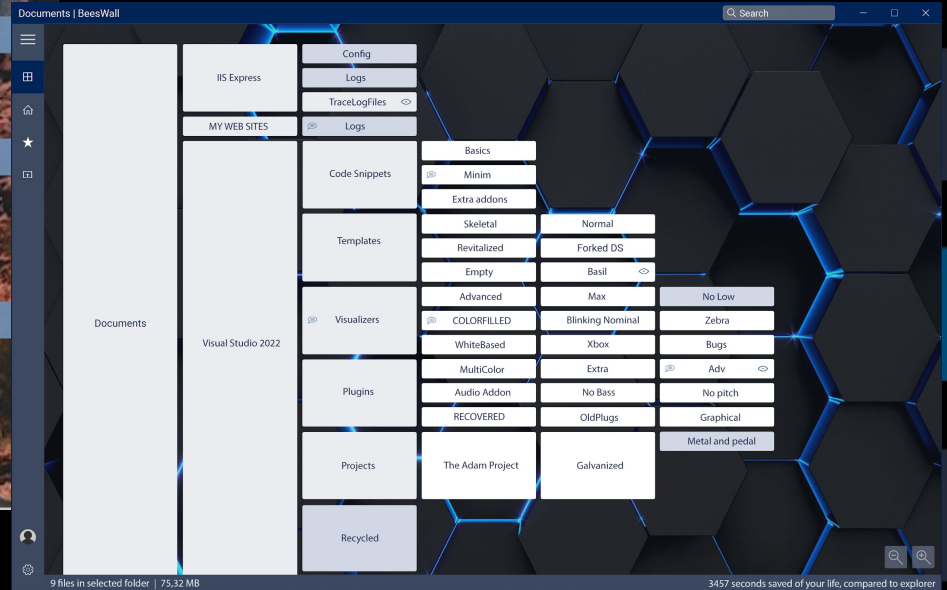 Documents | BeesWall
Search
Config
IIS Express
Logs
TraceLogFiles
MY WEB SITES
Logs
Basics
Code Snippets
Minim
Extra addons
Skeletal
Normal
Templates
Revitalized
Forked DS
Empty
Basil
Advanced
Max
No Low
Documents
Visualizers
COLORFILLED
Blinking Nominal
Zebra
Visual Studio 2022
WhiteBased
Xbox
Bugs
MultiColor
Extra
Adv
Plugins
Audio Addon
No Bass
No pitch
RECOVERED
OldPlugs
Graphical
Metal and pedal
Projects
The Adam Project
Galvanized
Recycled
9 files in selected folder | 75,32 MB
3457 seconds saved of your life, compared to explorer